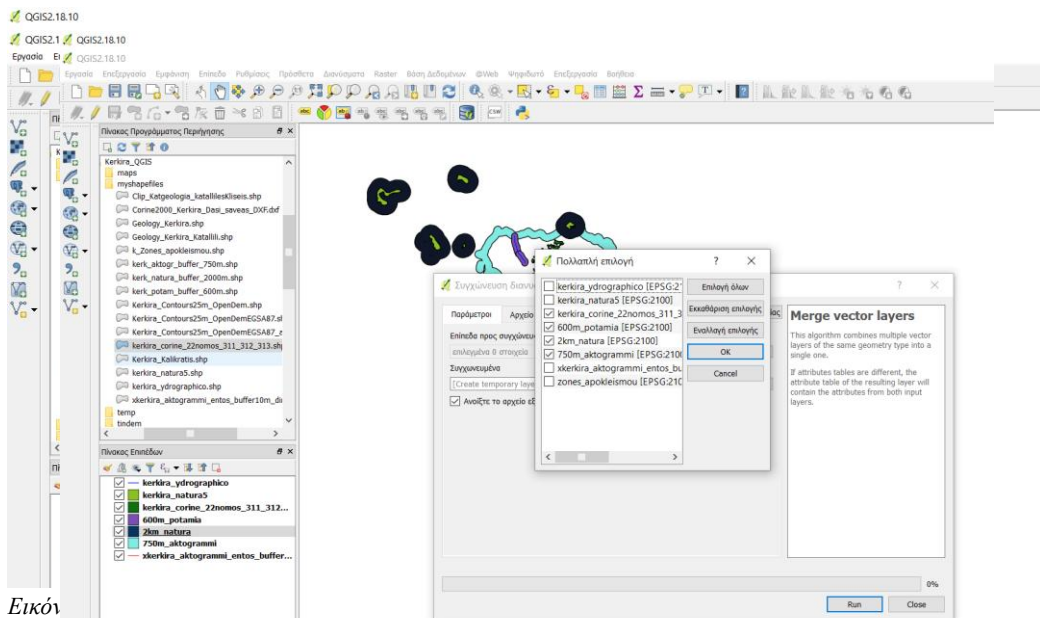 QGIS2.18.10
QGIS2.1
QGIS2.18.10
Εργασία
QGIS2.18.10
Εργασία Επεξεργασία Εμφάνιση Επίπεδο Ρυθμίσεις Πρόσθετα Διανύσματα Raster Βάση Δεδομένων @Web Ψηφιδωτό Επεξεργασία Βοήθεια
Πίνακας Προγράμματος Περιήγησης
Kerkira_QGIS
maps
myshapefiles
Clip_Katgeologia_katallilesKliseis.shp
Corine2000_Kerkira_Dasi_saveas_DXF.dxf
Geology_Kerkira.shp
Geology_Kerkira_Katallili.shp
k_Zones_apokleismou.shp
kerk_aktogr_buffer_750m.shp
kerk_natura_buffer_2000m.shp
kerk_potam_buffer_600m.shp
Kerkira_Contours25m_OpenDem.shp
Kerkira_Contours25m_OpenDemEGSA87.sl
Kerkira_Contours25m_OpenDemEGSA87_z
kerkira_corine_22nomos_311_312_313.sh
Kerkira_Kalikratis.shp
kerkira_natura5.shp
kerkira_ydrographico.shp
xkerkira_aktogrammi_entos_buffer10m_di
temp
tindem
Πίνακας Επιπέδων
kerkira_ydrographico
kerkira_natura5
kerkira_corine_22nomos_311_312...
600m_potamia
2km_natura
750m_aktogrammi
xkerkira_aktogrammi_entos_buffer...
Συγχώνευση διανυ
Παράμετροι Αρχείο
Επίπεδα προς συγχώνευ
επιλεγμένα 0 στοιχεία
Συγχωνευμένα
[Create temporary laye
Ανοίξτε το αρχείο εξ
Πολλαπλή επιλογή
kerkira_ydrographico [EPSG:2
kerkira_natura5 [EPSG:2100]
kerkira_corine_22nomos_311_3
600m_potamia [EPSG:2100]
2km_natura [EPSG:2100]
750m_aktogrammi [EPSG:210
xkerkira_aktogrammi_entos_bu
zones_apokleismou [EPSG:210
Επιλογή όλων
Εκκαθάριση επιλογής
Εναλλαγή επιλογής
OK
Cancel
Merge vector layers
This algorithm combines multiple vector
layers of the same geometry type into a
single one.
If attributes tables are different, the
attribute table of the resulting layer will
contain the attributes from both input
layers.
0%
Run Close
Εικόν